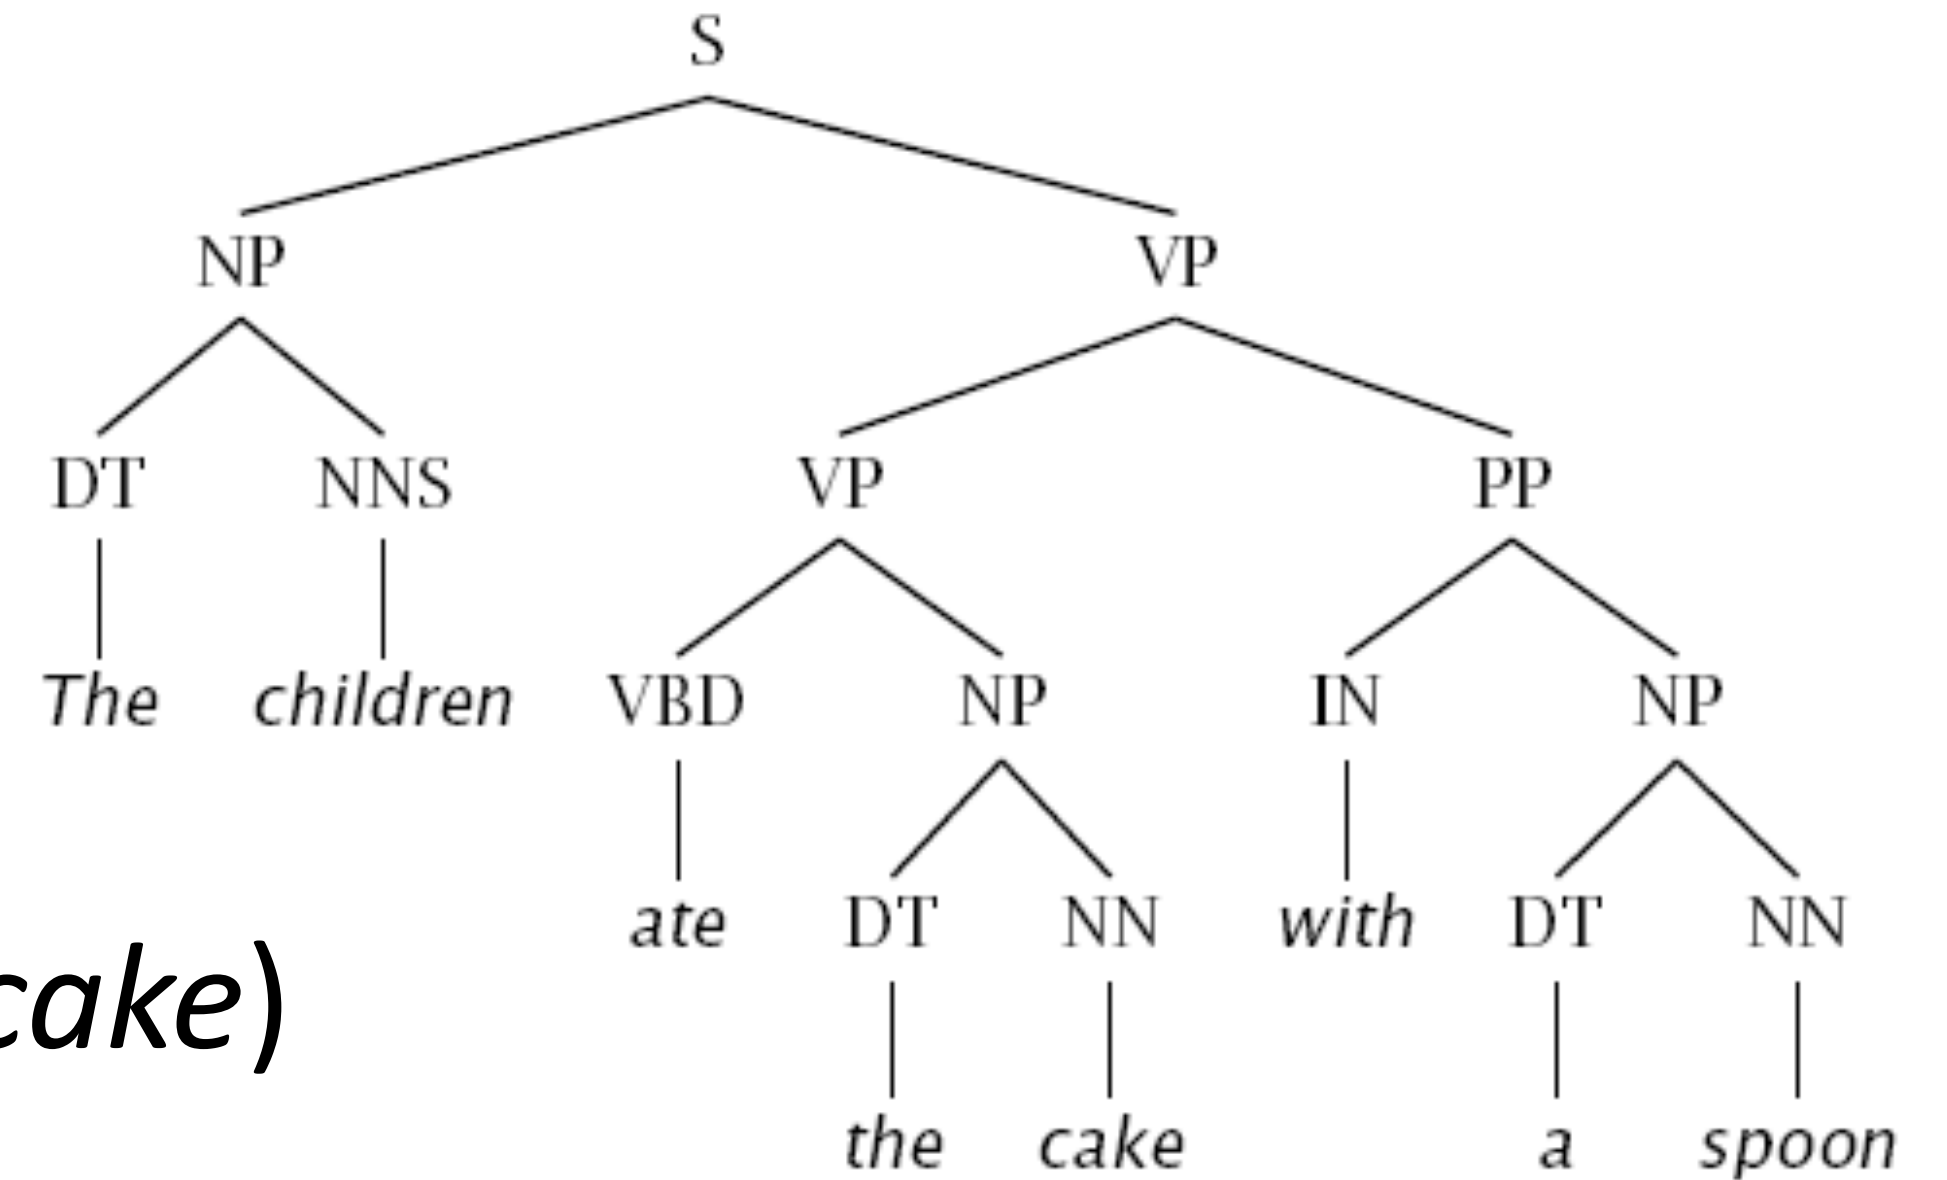 S
NP VP
DT NNS VP PP
The children VBD NP IN NP
ate DT NN with DT NN
cake)
the cake a spoon